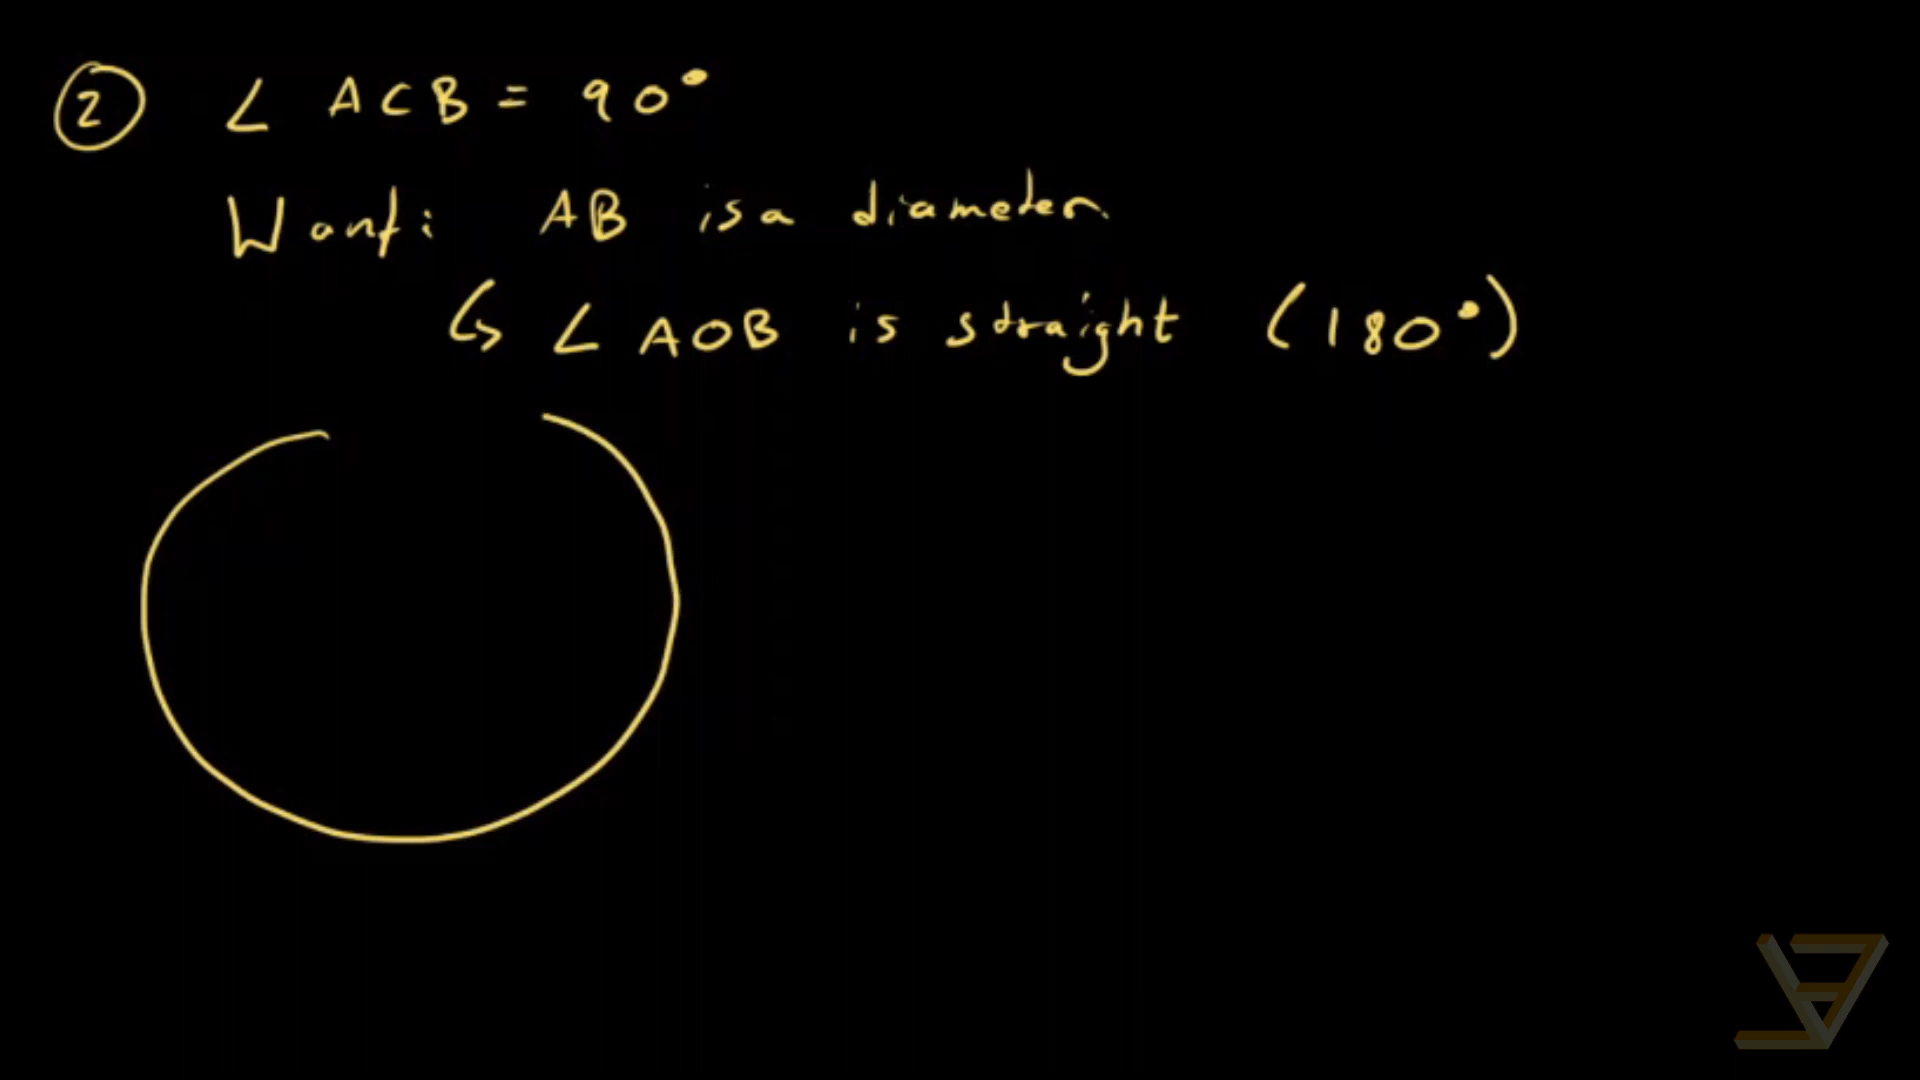 ② ∠ ACB = 90°
Want: AB is a diameter.
↳ ∠ AOB is straight (180°)